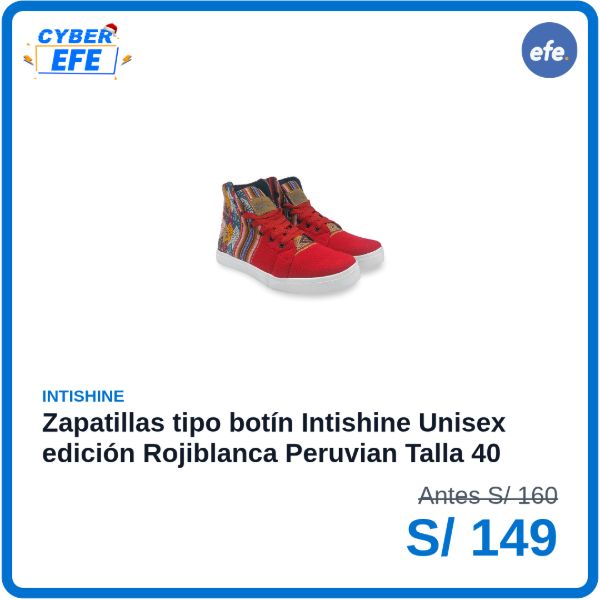 CYBER
EFE
efe.
INTISHINE
Zapatillas tipo botín Intishine Unisex
edición Rojiblanca Peruvian Talla 40
Antes S/ 160
S/ 149